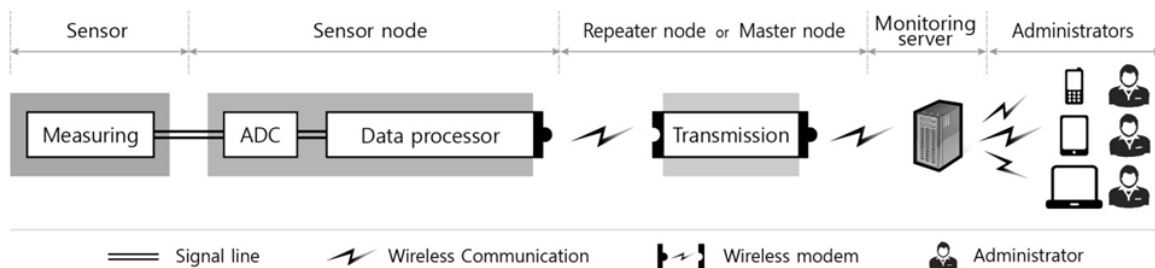 Sensor
Sensor node
Repeater node or Master node
Monitoring
server
Administrators
Measuring
ADC
Data processor
Transmission
Signal line
Wireless Communication
Wireless modem
Administrator